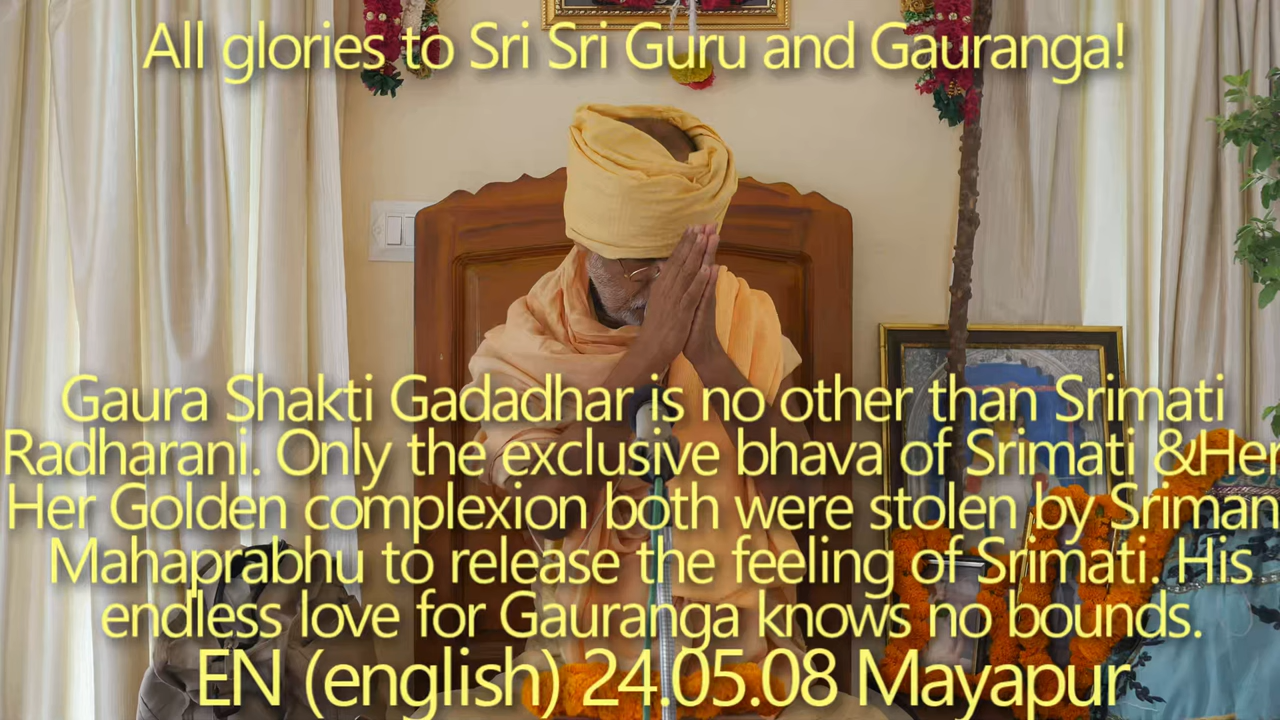 All glories to Sri Sri Guru and Gauranga!
Gaura Shakti Gadadhar is no other than Srimati
Radharani. Only the exclusive bhava of Srimati &Her
Her Golden complexion both were stolen by Sriman
Mahaprabhu to release the feeling of Srimati. His
endless love for Gauranga knows no bounds.
EN (english) 24.05.08 Mayapur